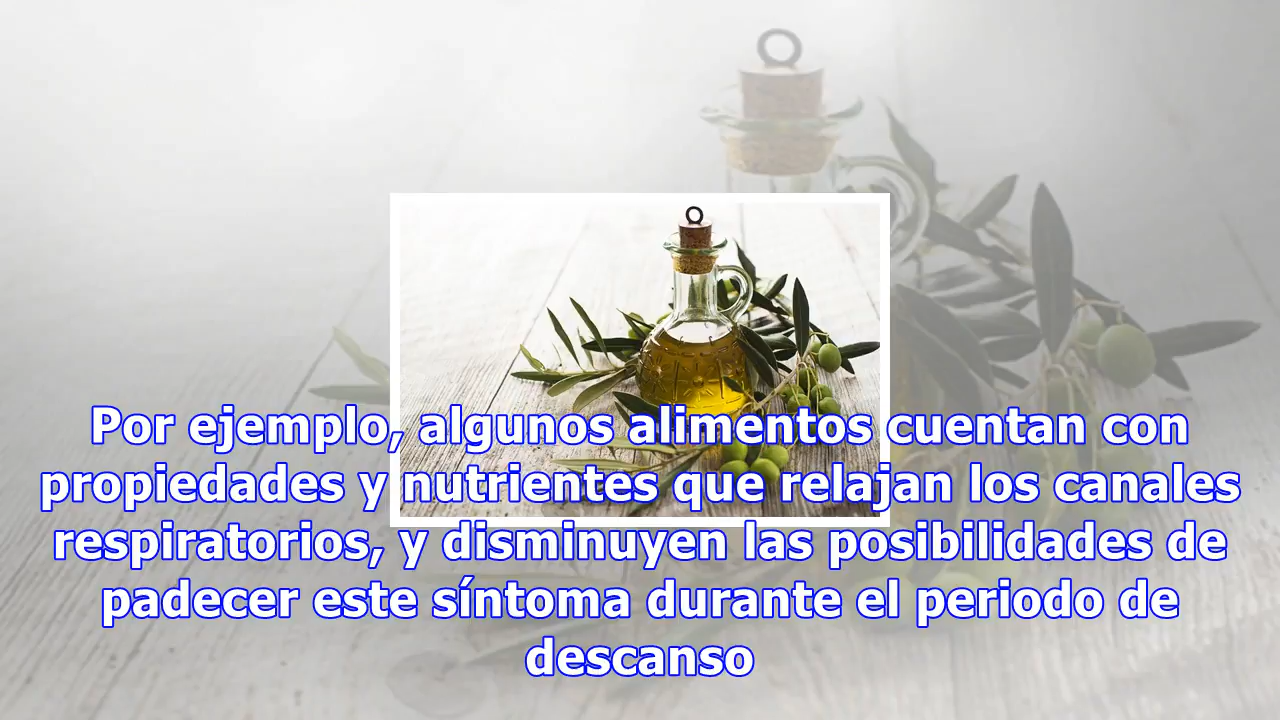 Por ejemplo, algunos alimentos cuentan con
propiedades y nutrientes que relajan los canales
respiratorios, y disminuyen las posibilidades de
padecer este síntoma durante el periodo de
descanso